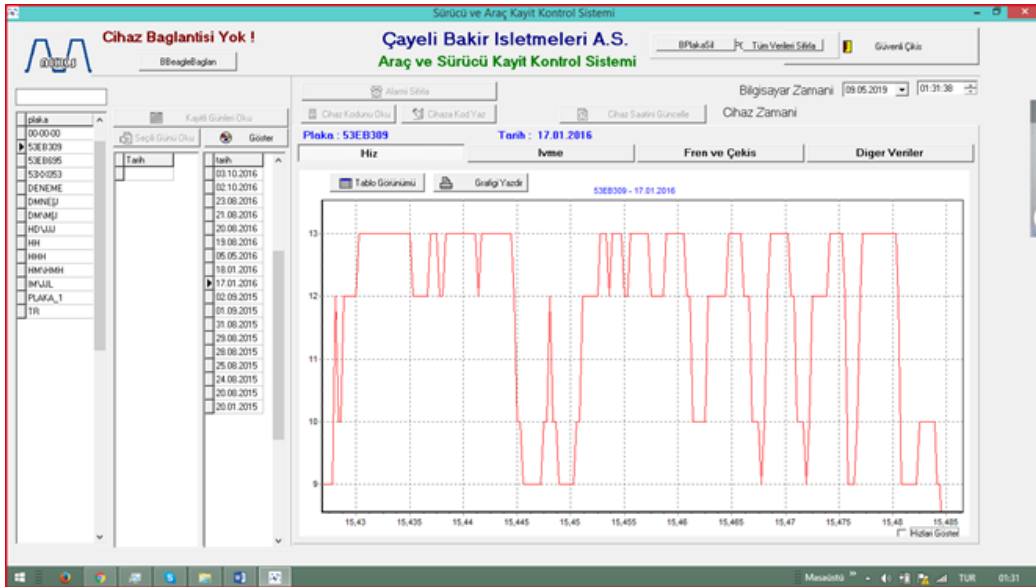 Sürücü ve Araç Kayit Kontrol Sistemi
Cihaz Baglantisi Yok !
BBeagleBaglan
Çayeli Bakir Isletmeleri A.S.
Araç ve Sürücü Kayit Kontrol Sistemi
BPlakaSil
Tüm Verileri Sifirla
Güvenli Çikis
Alarmi Sifirla
Bilgisayar Zamani
09.05.2019
01:31:38
Cihaz Kodunu Oku
Cihaza Kod Yaz
Cihaz Saatini Güncelle
Cihaz Zamani
Kayitli Günleri Oku
Seçili Günü Oku
Göster
plaka
00-00-00
53EB309
53EB695
DENEME
HH
HHH
PLAKA_1
TR
Tarih
tarih
03.10.2016
02.10.2016
23.08.2016
21.08.2016
20.08.2016
19.08.2016
05.05.2016
18.01.2016
17.01.2016
02.09.2015
01.09.2015
31.08.2015
29.08.2015
28.08.2015
25.08.2015
24.08.2015
20.08.2015
20.01.2015
Plaka : 53EB309
Tarih : 17.01.2016
Hiz
Ivme
Fren ve Çekis
Diger Veriler
Tablo Görünümü
Grafigi Yazdir
53EB309 - 17.01.2016
13
12
11
10
9
15,43 15,435 15,44 15,445 15,45 15,455 15,46 15,465 15,47 15,475 15,48 15,485
Hizlari Göster
Masaüstü
TUR
01:31